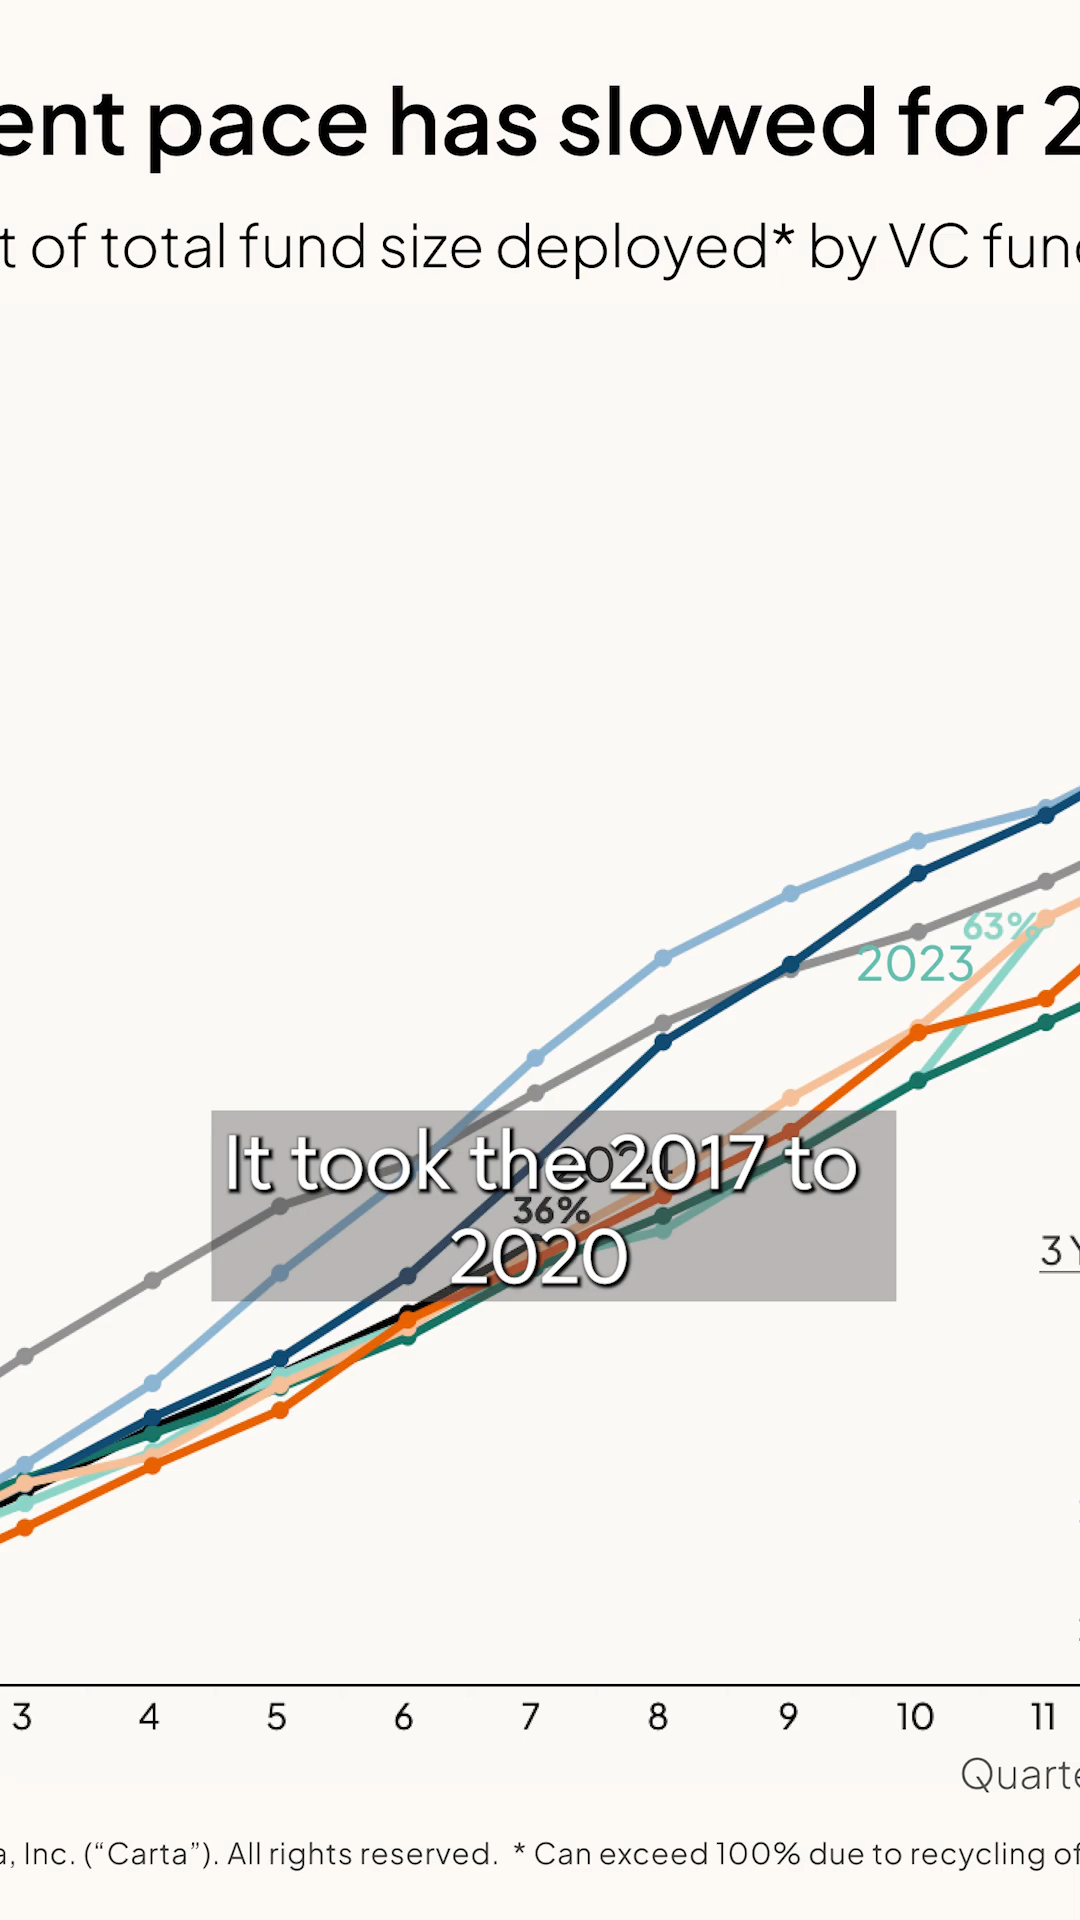 ent pace has slowed for 2
t of total fund size deployed* by VC fun
63%
2023
2024
36%
It took the 2017 to
2020
3 Y
3 4 5 6 7 8 9 10 11
Quarte
a, Inc. (“Carta”). All rights reserved. * Can exceed 100% due to recycling of